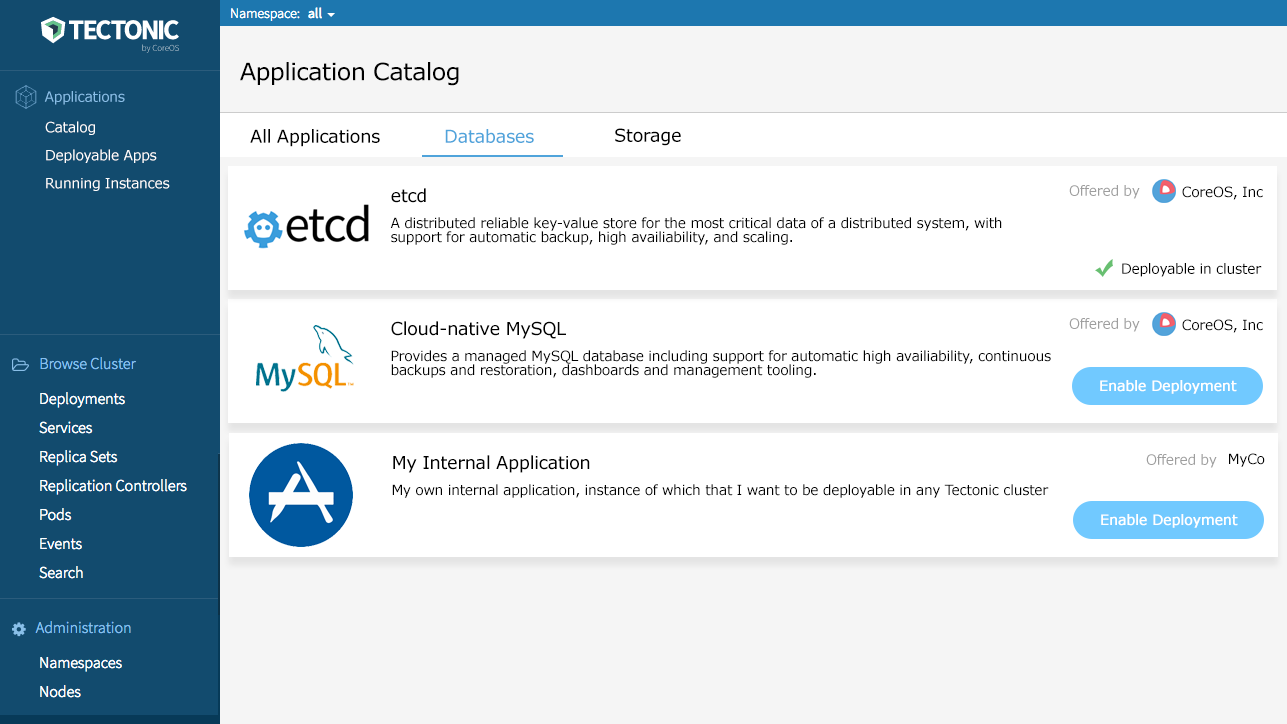 TECTONIC
by CoreOS
Namespace: all
Applications
Catalog
Deployable Apps
Running Instances
Browse Cluster
Deployments
Services
Replica Sets
Replication Controllers
Pods
Events
Search
Administration
Namespaces
Nodes
Application Catalog
All Applications
Databases
Storage
etcd
etcd
A distributed reliable key-value store for the most critical data of a distributed system, with
support for automatic backup, high availiability, and scaling.
Offered by CoreOS, Inc
Deployable in cluster
MySQL™
Cloud-native MySQL
Provides a managed MySQL database including support for automatic high availiability, continuous
backups and restoration, dashboards and management tooling.
Offered by CoreOS, Inc
Enable Deployment
My Internal Application
My own internal application, instance of which that I want to be deployable in any Tectonic cluster
Offered by MyCo
Enable Deployment